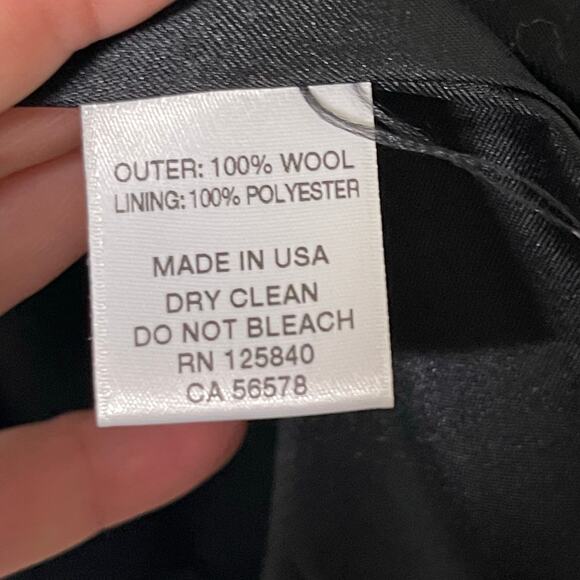 OUTER: 100% WOOL
LINING: 100% POLYESTER
MADE IN USA
DRY CLEAN
DO NOT BLEACH
RN 125840
CA 56578